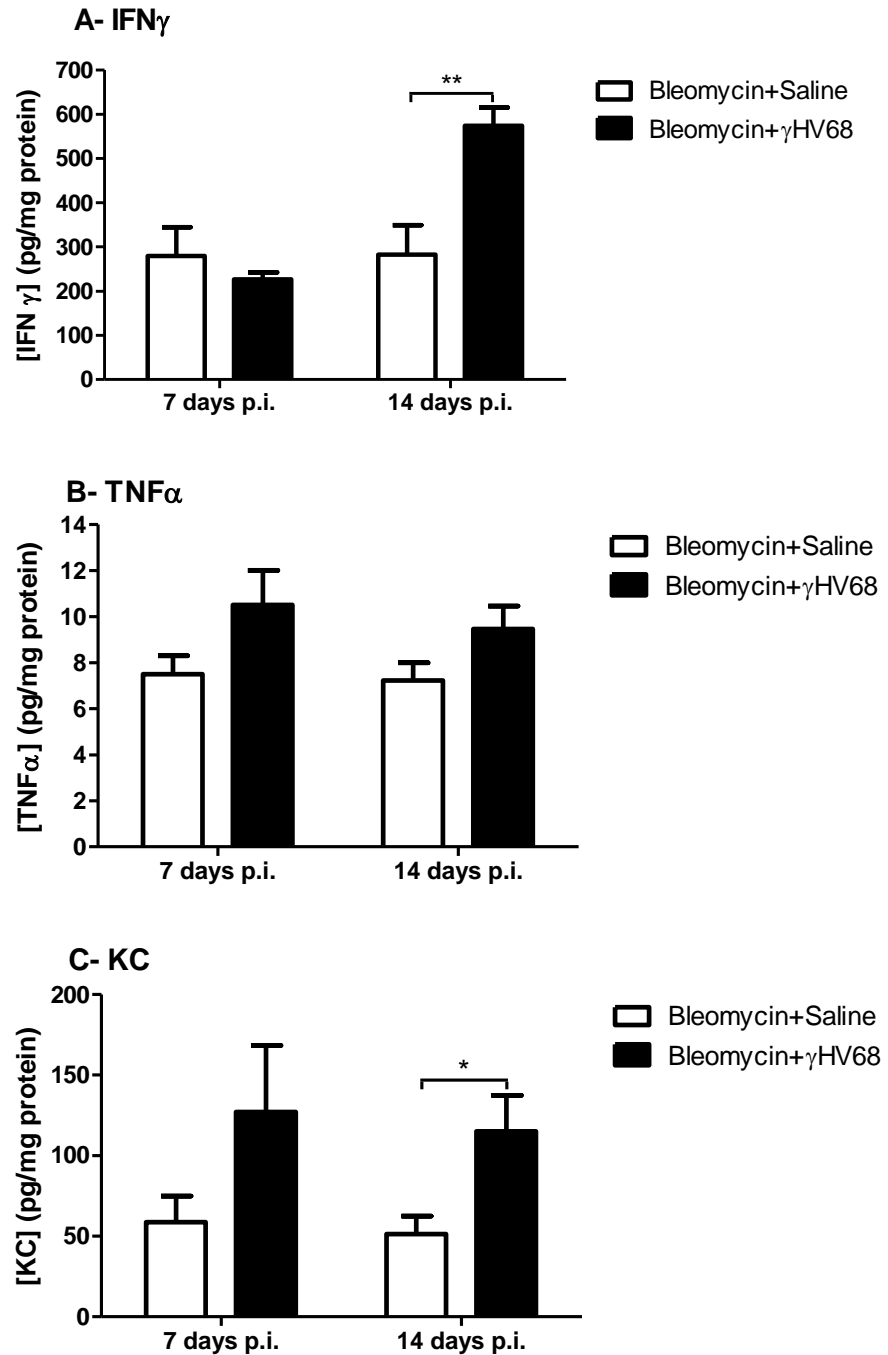 A- IFNγ
[IFN γ] (pg/mg protein)
700
600
500
400
300
200
100
0
**
7 days p.i.
14 days p.i.
Bleomycin+Saline
Bleomycin+γHV68
B- TNFα
[TNFα] (pg/mg protein)
14
12
10
8
6
4
2
0
7 days p.i.
14 days p.i.
Bleomycin+Saline
Bleomycin+γHV68
C- KC
[KC] (pg/mg protein)
200
150
100
50
0
*
7 days p.i.
14 days p.i.
Bleomycin+Saline
Bleomycin+γHV68